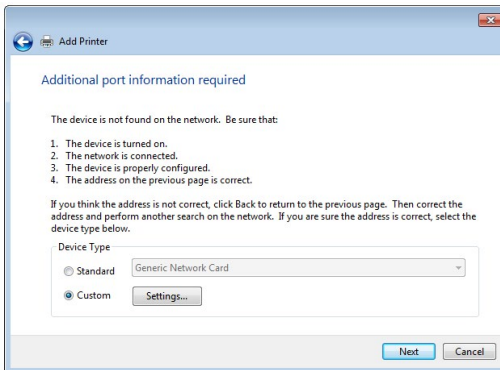 Add Printer
Additional port information required
The device is not found on the network.  Be sure that:
1.  The device is turned on.
2.  The network is connected.
3.  The device is properly configured.
4.  The address on the previous page is correct.
If you think the address is not correct, click Back to return to the previous page.  Then correct the
address and perform another search on the network.  If you are sure the address is correct, select the
device type below.
Device Type
Standard
Generic Network Card
Custom
Settings...
Next
Cancel